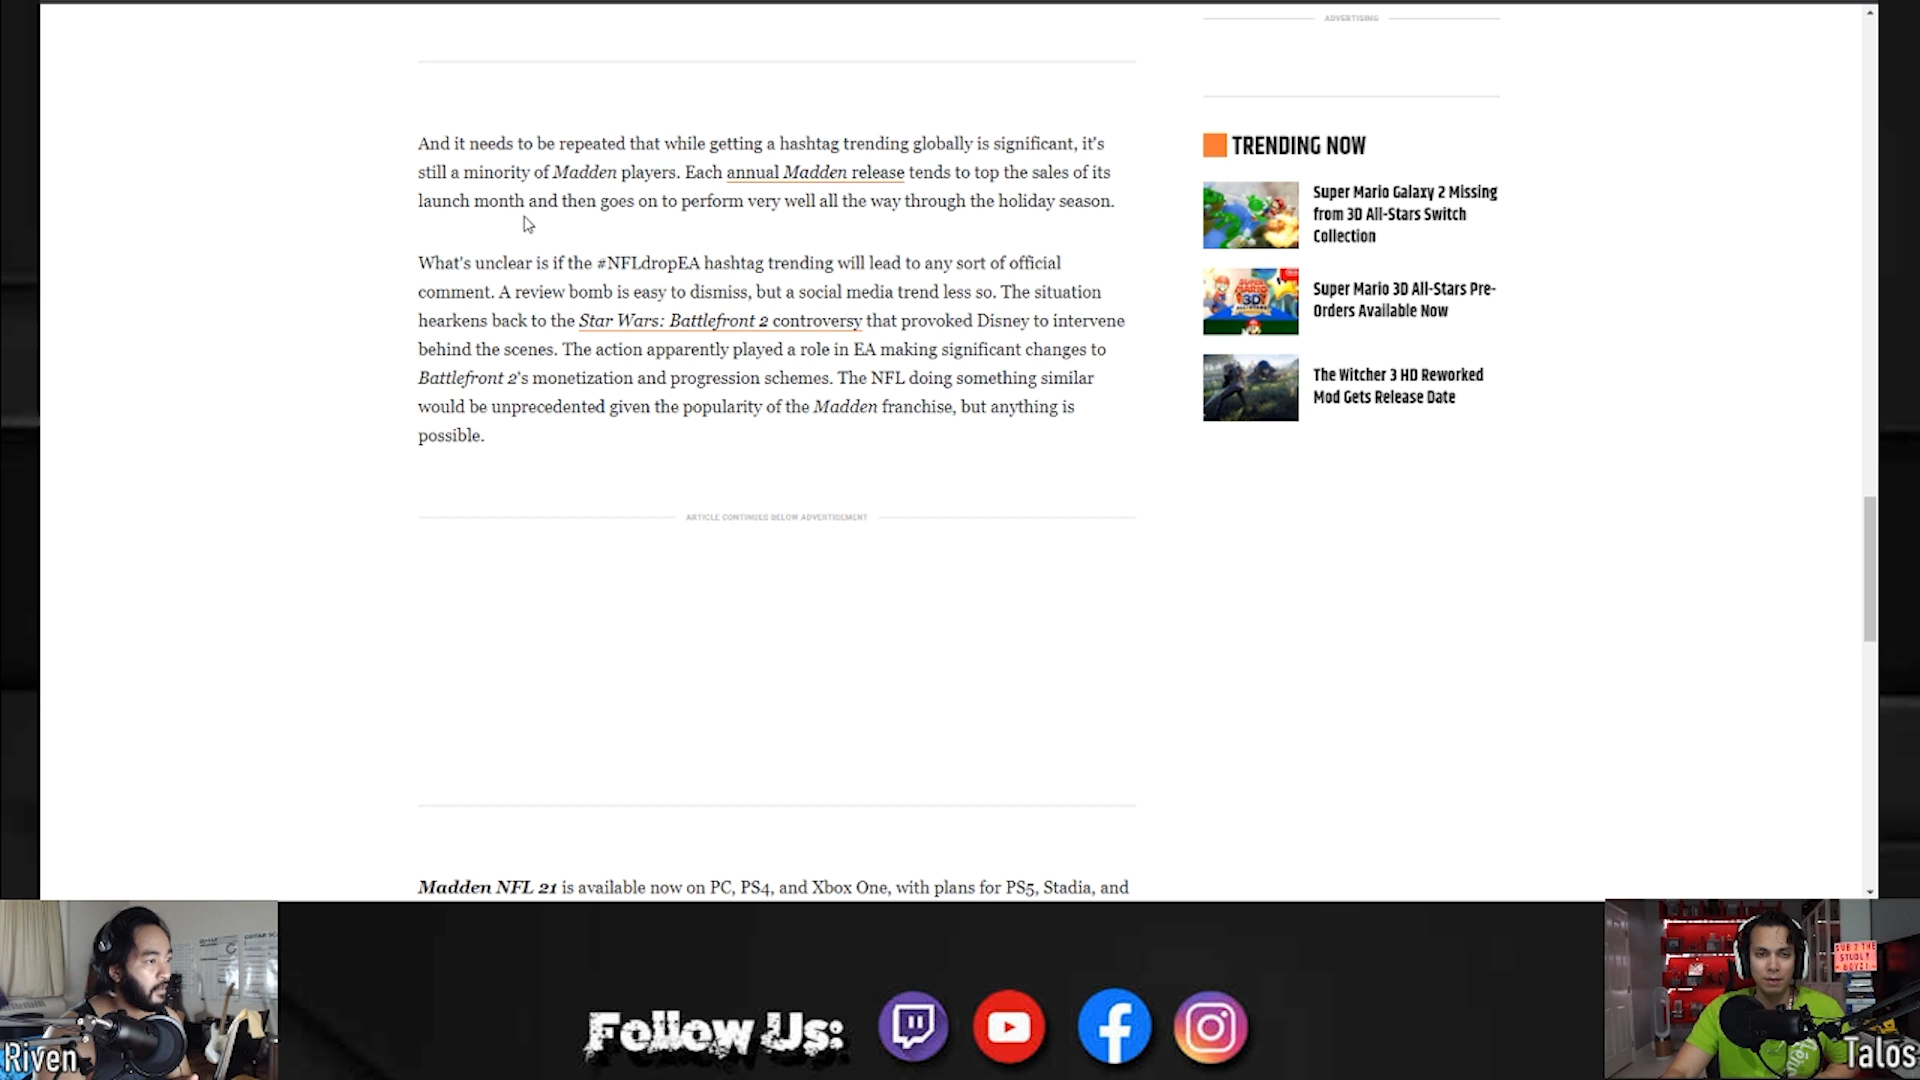 ADVERTISING
And it needs to be repeated that while getting a hashtag trending globally is significant, it's
still a minority of Madden players. Each annual Madden release tends to top the sales of its
launch month and then goes on to perform very well all the way through the holiday season.
What's unclear is if the #NFLdropEA hashtag trending will lead to any sort of official
comment. A review bomb is easy to dismiss, but a social media trend less so. The situation
hearkens back to the Star Wars: Battlefront 2 controversy that provoked Disney to intervene
behind the scenes. The action apparently played a role in EA making significant changes to
Battlefront 2's monetization and progression schemes. The NFL doing something similar
would be unprecedented given the popularity of the Madden franchise, but anything is
possible.
ARTICLE CONTINUES BELOW ADVERTISEMENT
Madden NFL 21 is available now on PC, PS4, and Xbox One, with plans for PS5, Stadia, and
TRENDING NOW
Super Mario Galaxy 2 Missing
from 3D All-Stars Switch
Collection
SUPER MARIO
3D
Super Mario 3D All-Stars Pre-
Orders Available Now
The Witcher 3 HD Reworked
Mod Gets Release Date
Riven
Follow Us:
SUB 2 THE
STUDLY
BOYZ!
Talos